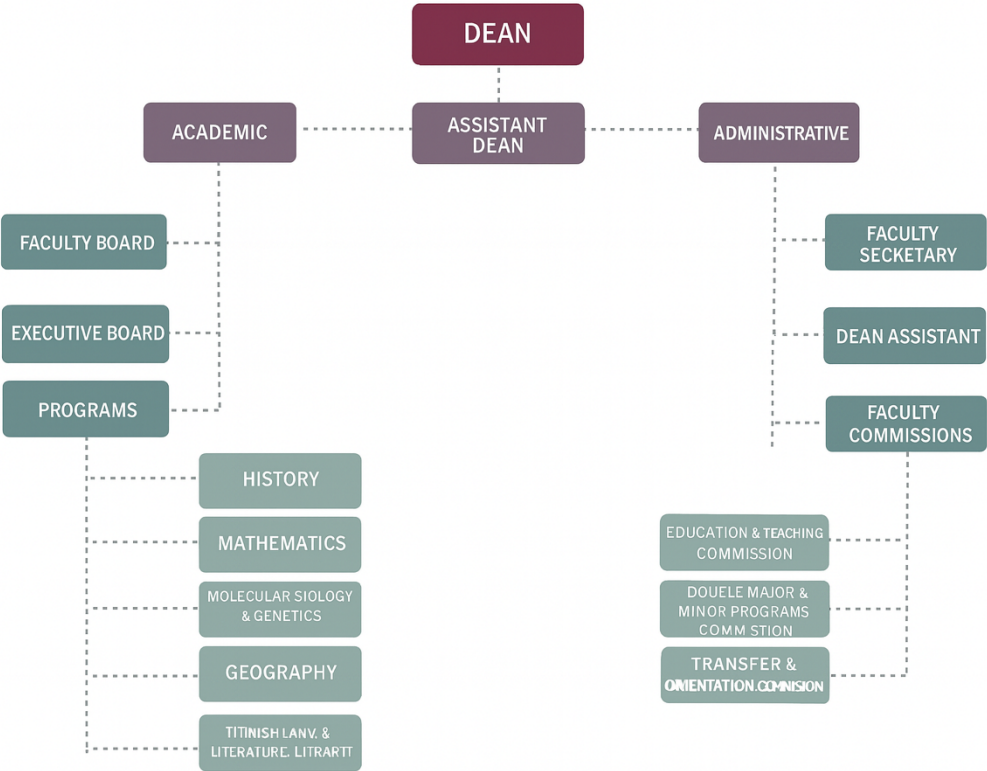 DEAN
ACADEMIC
ASSISTANT
DEAN
ADMINISTRATIVE
FACULTY BOARD
FACULTY
SECKETARY
EXECUTIVE BOARD
DEAN ASSISTANT
PROGRAMS
FACULTY
COMMISSIONS
HISTORY
MATHEMATICS
MOLECULAR SIOLOGY
& GENETICS
GEOGRAPHY
TITINISH LANV. &
LITERATURE. LITRARTT
EDUCATION & TEACHING
COMMISSION
DOUELE MAJOR &
MINOR PROGRAMS
COMM STION
TRANSFER &